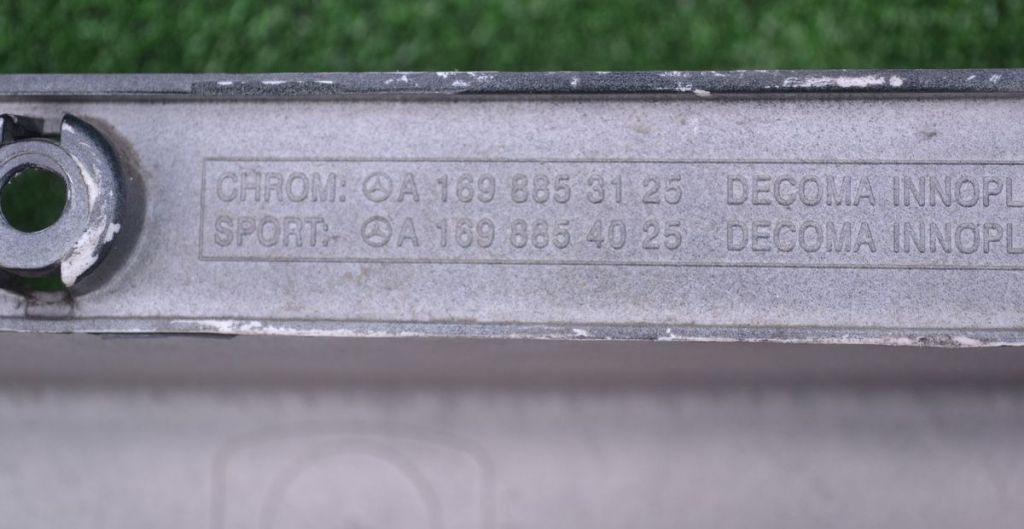 CHROM: A 169 885 31 25 DECOMA INNOPL
SPORT: A 169 885 40 25 DECOMA INNOPL